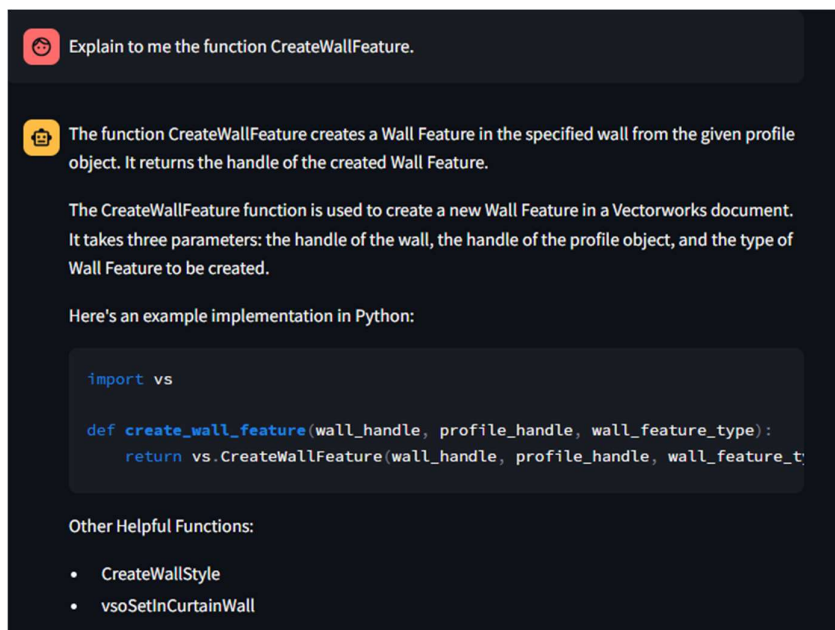 Explain to me the function CreateWallFeature.
The function CreateWallFeature creates a Wall Feature in the specified wall from the given profile
object. It returns the handle of the created Wall Feature.
The CreateWallFeature function is used to create a new Wall Feature in a Vectorworks document.
It takes three parameters: the handle of the wall, the handle of the profile object, and the type of
Wall Feature to be created.
Here's an example implementation in Python:
import vs
def create_wall_feature(wall_handle, profile_handle, wall_feature_type):
return vs.CreateWallFeature(wall_handle, profile_handle, wall_feature_t
Other Helpful Functions:
• CreateWallStyle
• vsoSetInCurtainWall